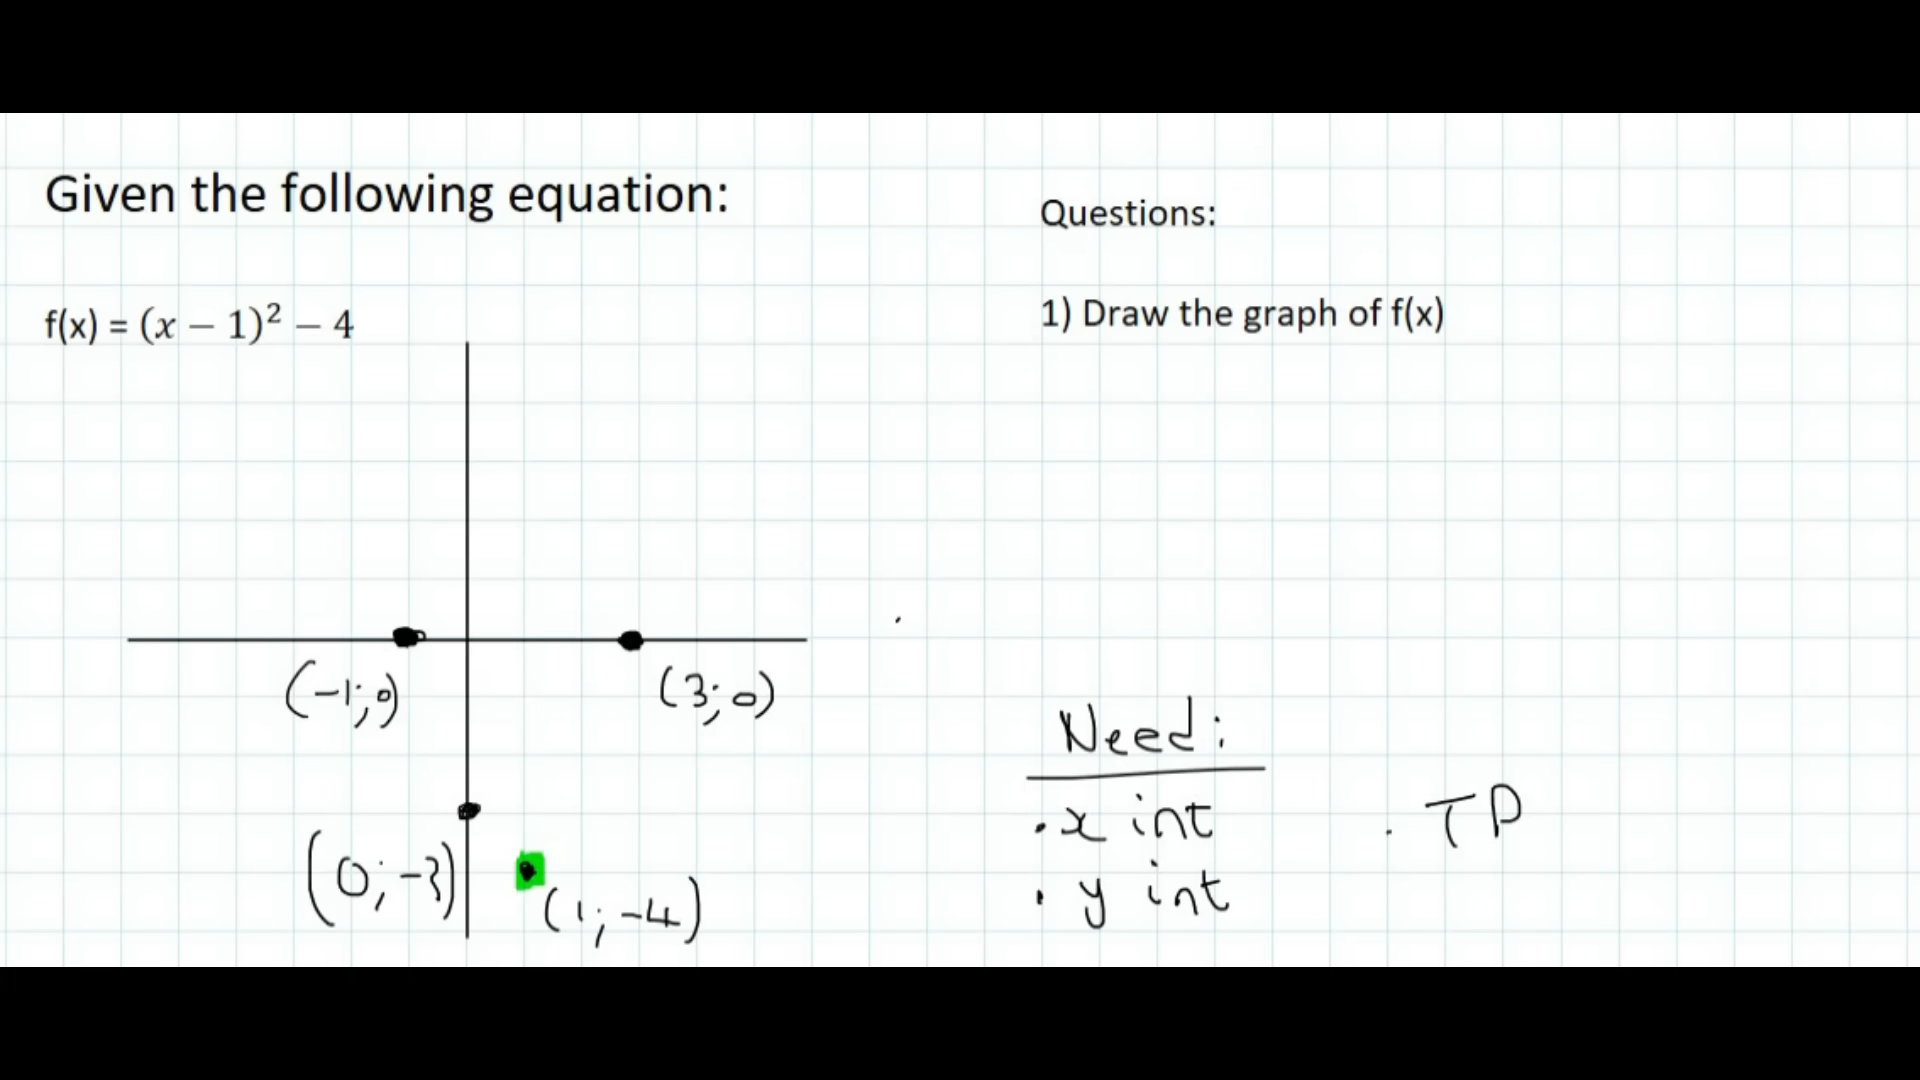 Given the following equation:
Questions:
f(x) = (x − 1)² − 4
1) Draw the graph of f(x)
(-1;0)
(3;0)
(0;-3)
(1;-4)
Need:
. x int
. TP
. y int